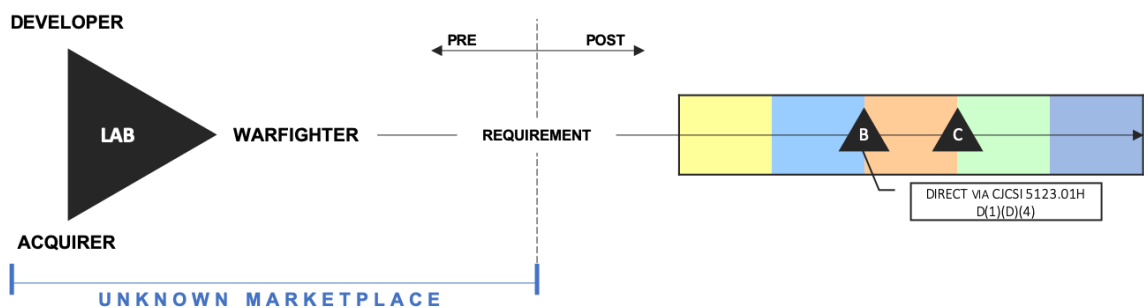 DEVELOPER
PRE
POST
LAB
WARFIGHTER
REQUIREMENT
B
C
DIRECT VIA CJCSI 5123.01H
D(1)(D)(4)
ACQUIRER
UNKNOWN MARKETPLACE